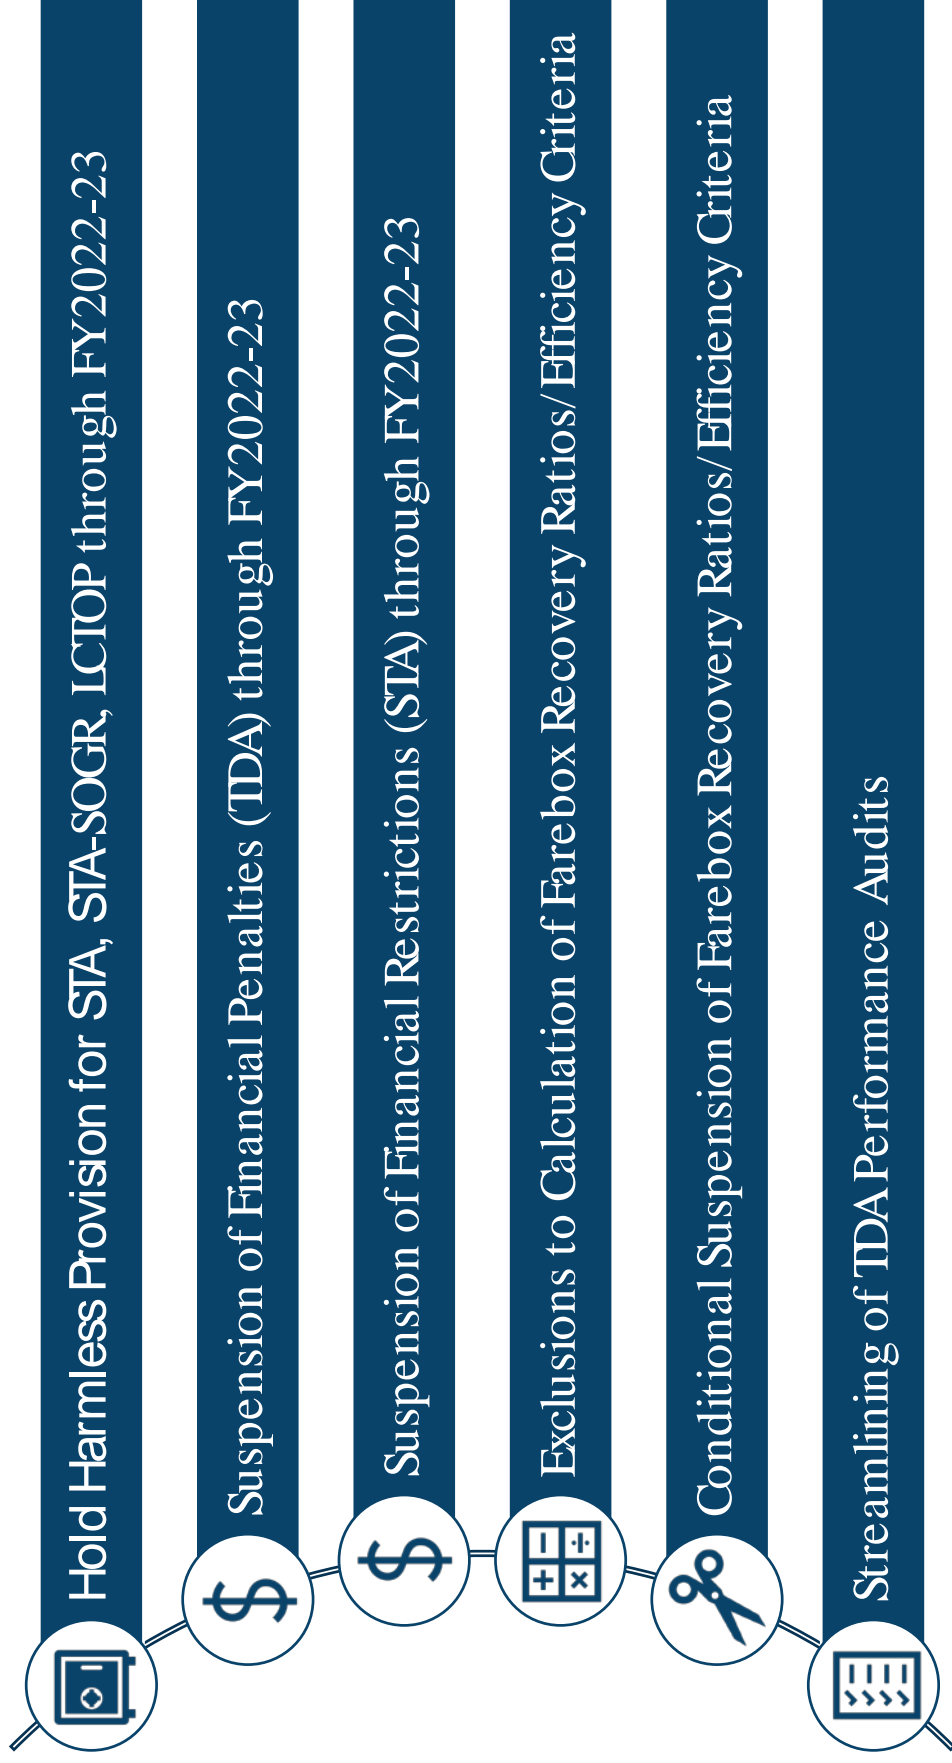 Hold Harmless Provision for STA, STA-SOGR, LCTOP through FY2022-23
Suspension of Financial Penalties (TDA) through FY2022-23
Suspension of Financial Restrictions (STA) through FY2022-23
Exclusions to Calculation of Farebox Recovery Ratios/Efficiency Criteria
Conditional Suspension of Farebox Recovery Ratios/Efficiency Criteria
Streamlining of TDA Performance Audits